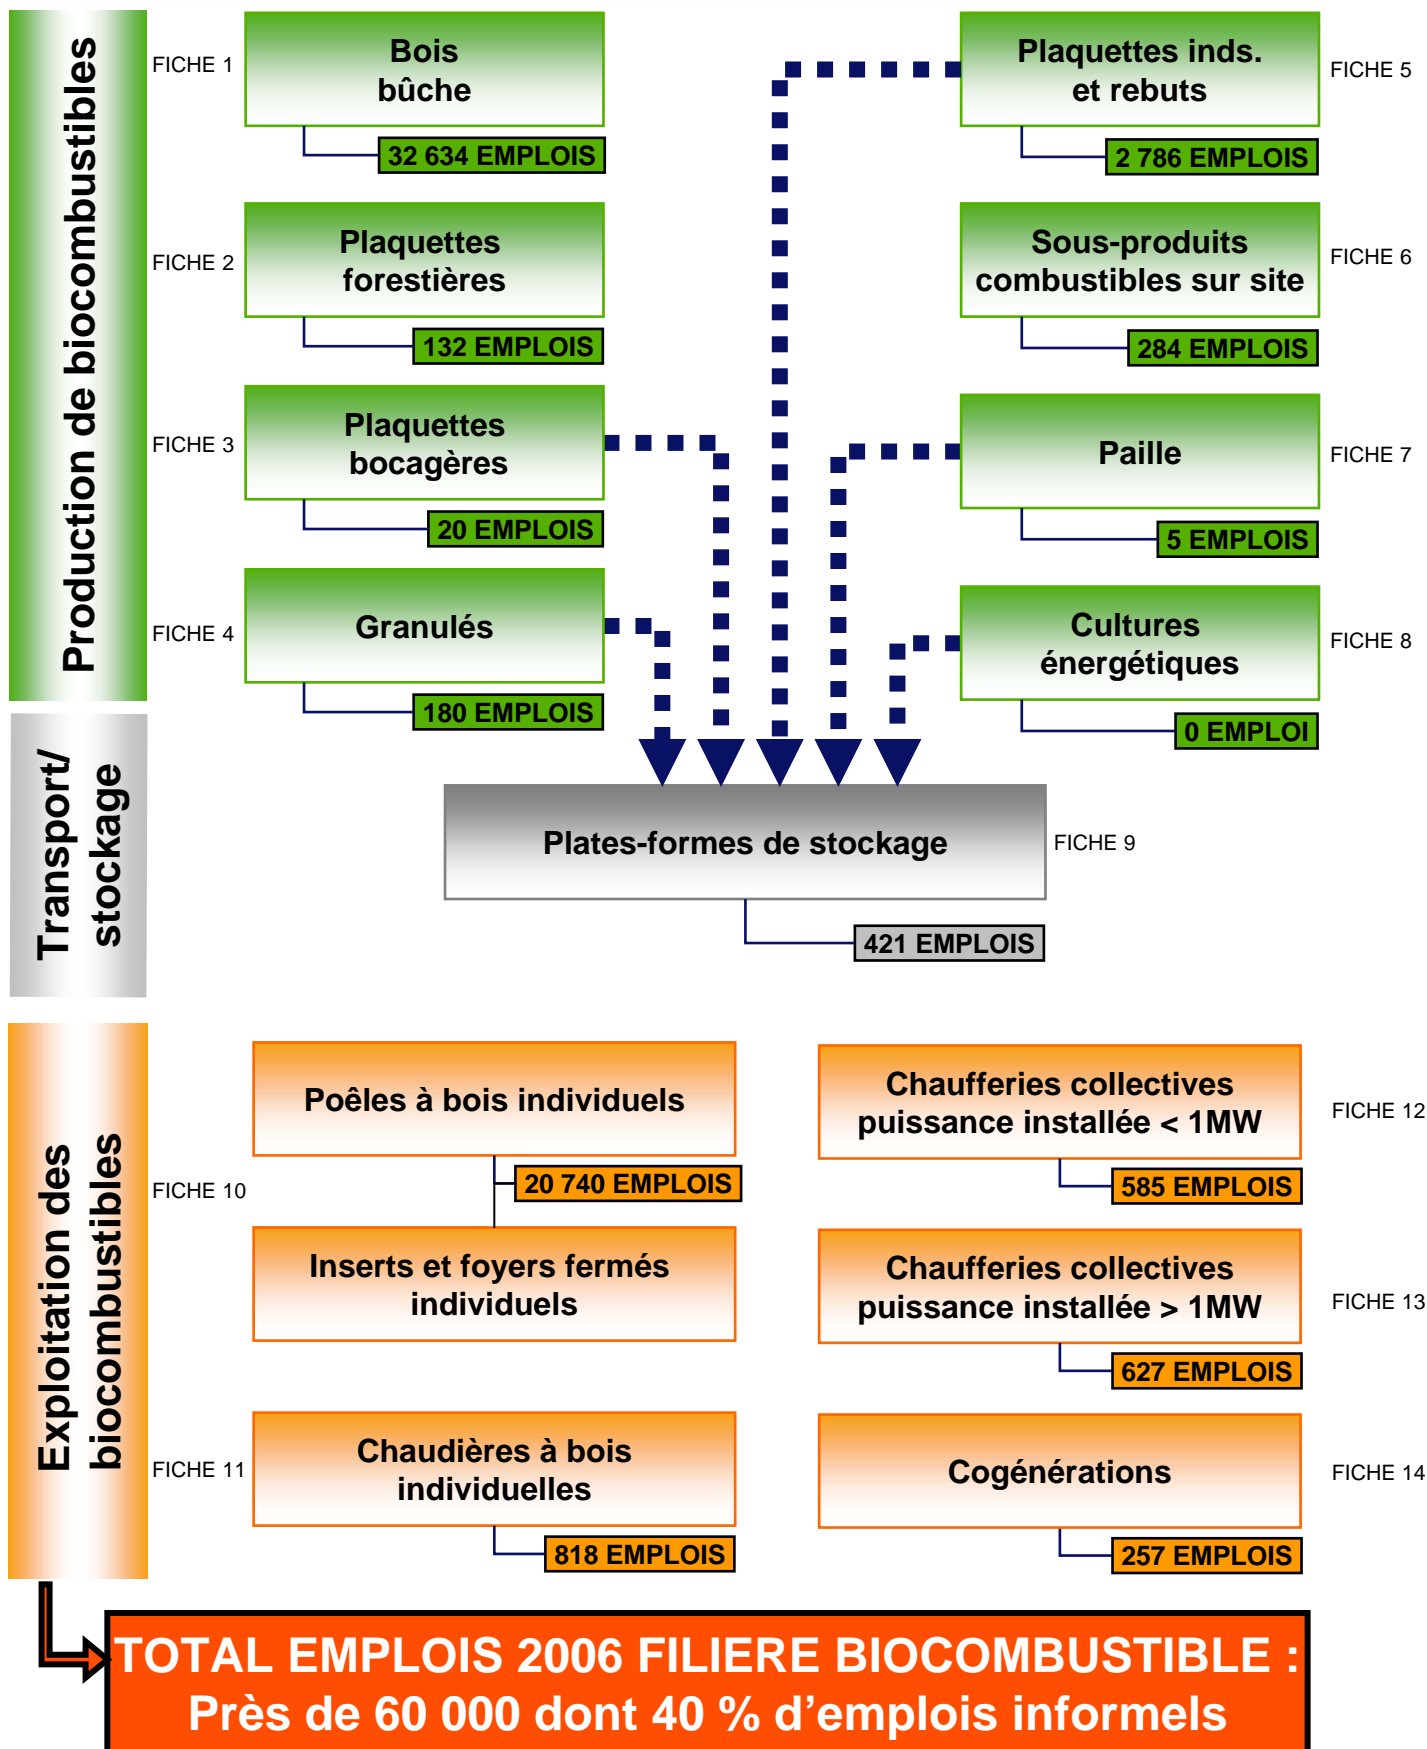 Production de biocombustibles
FICHE 1
Bois
bûche
32 634 EMPLOIS
FICHE 2
Plaquettes
forestières
132 EMPLOIS
FICHE 3
Plaquettes
bocagères
20 EMPLOIS
FICHE 4
Granulés
180 EMPLOIS
Plaquettes inds.
et rebuts
FICHE 5
2 786 EMPLOIS
Sous-produits
combustibles sur site
FICHE 6
284 EMPLOIS
Paille
FICHE 7
5 EMPLOIS
Cultures
énergétiques
FICHE 8
0 EMPLOI
Transport/
stockage
Plates-formes de stockage
FICHE 9
421 EMPLOIS
Exploitation des
biocombustibles
Poêles à bois individuels
FICHE 10
20 740 EMPLOIS
Inserts et foyers fermés
individuels
FICHE 11
Chaudières à bois
individuelles
818 EMPLOIS
Chaufferies collectives
puissance installée < 1MW
FICHE 12
585 EMPLOIS
Chaufferies collectives
puissance installée > 1MW
FICHE 13
627 EMPLOIS
Cogénérations
FICHE 14
257 EMPLOIS
TOTAL EMPLOIS 2006 FILIERE BIOCOMBUSTIBLE :
Près de 60 000 dont 40 % d'emplois informels